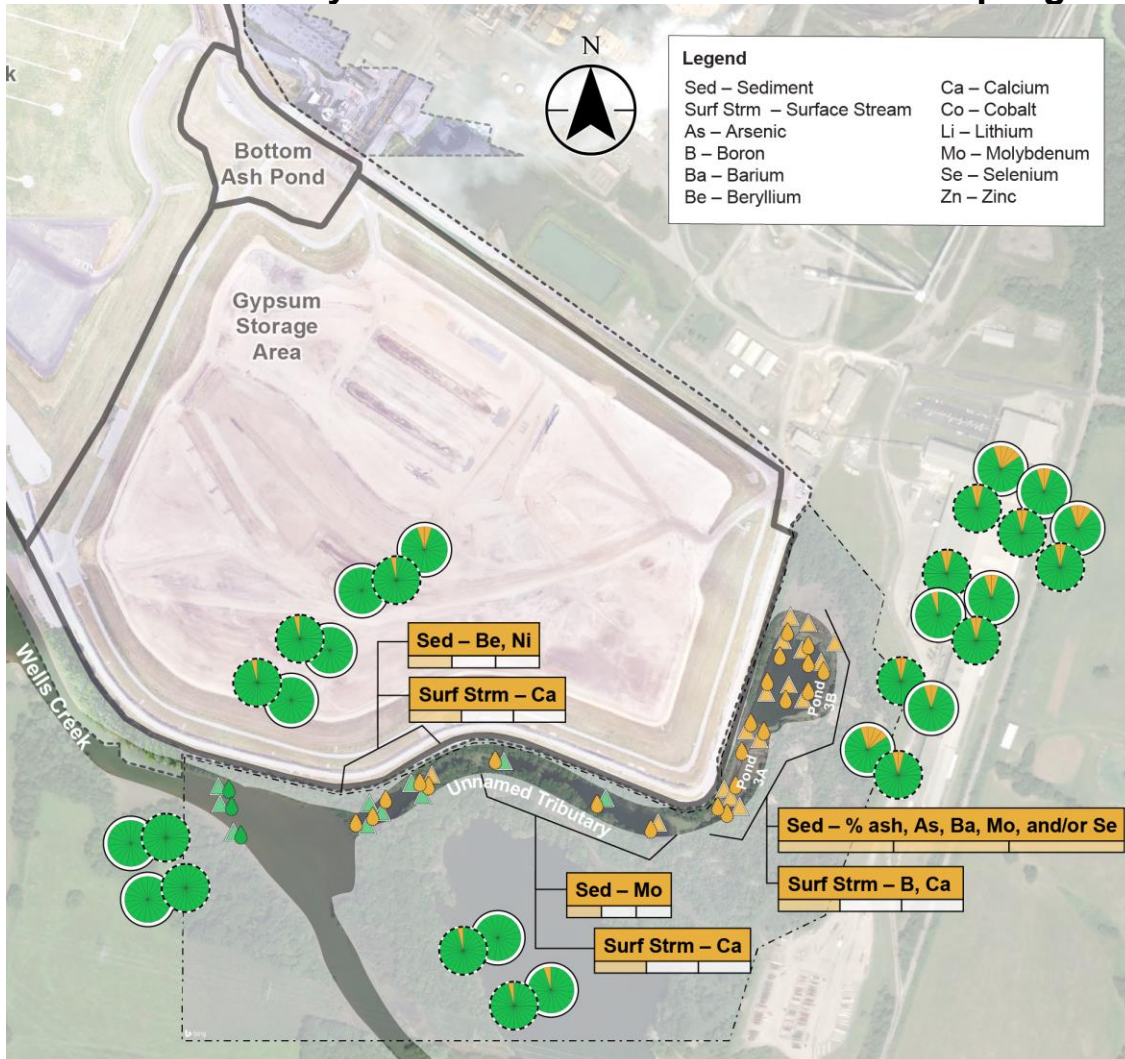 N
k
Legend
Sed – Sediment
Surf Strm – Surface Stream
As – Arsenic
B – Boron
Ba – Barium
Be – Beryllium
Ca – Calcium
Co – Cobalt
Li – Lithium
Mo – Molybdenum
Se – Selenium
Zn – Zinc
Bottom
Ash Pond
Gypsum
Storage
Area
Wells Creek
Sed – Be, Ni
Surf Strm – Ca
Pond
3B
Pond
3A
Unnamed Tributary
Sed – % ash, As, Ba, Mo, and/or Se
Surf Strm – B, Ca
Sed – Mo
Surf Strm – Ca